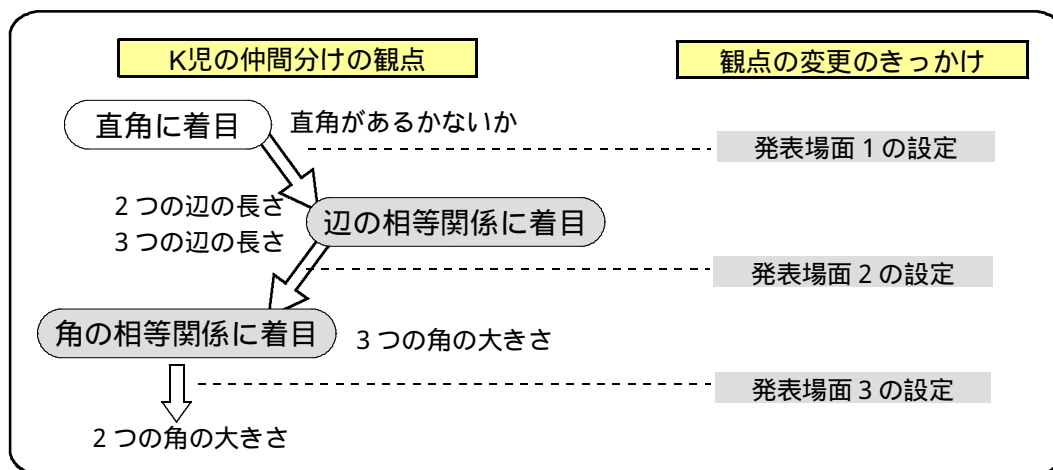 K児の仲間分けの観点
観点の変更のきっかけ
直角に着目
直角があるかないか
発表場面1の設定
2つの辺の長さ
3つの辺の長さ
辺の相等関係に着目
発表場面2の設定
角の相等関係に着目
3つの角の大きさ
発表場面3の設定
2つの角の大きさ